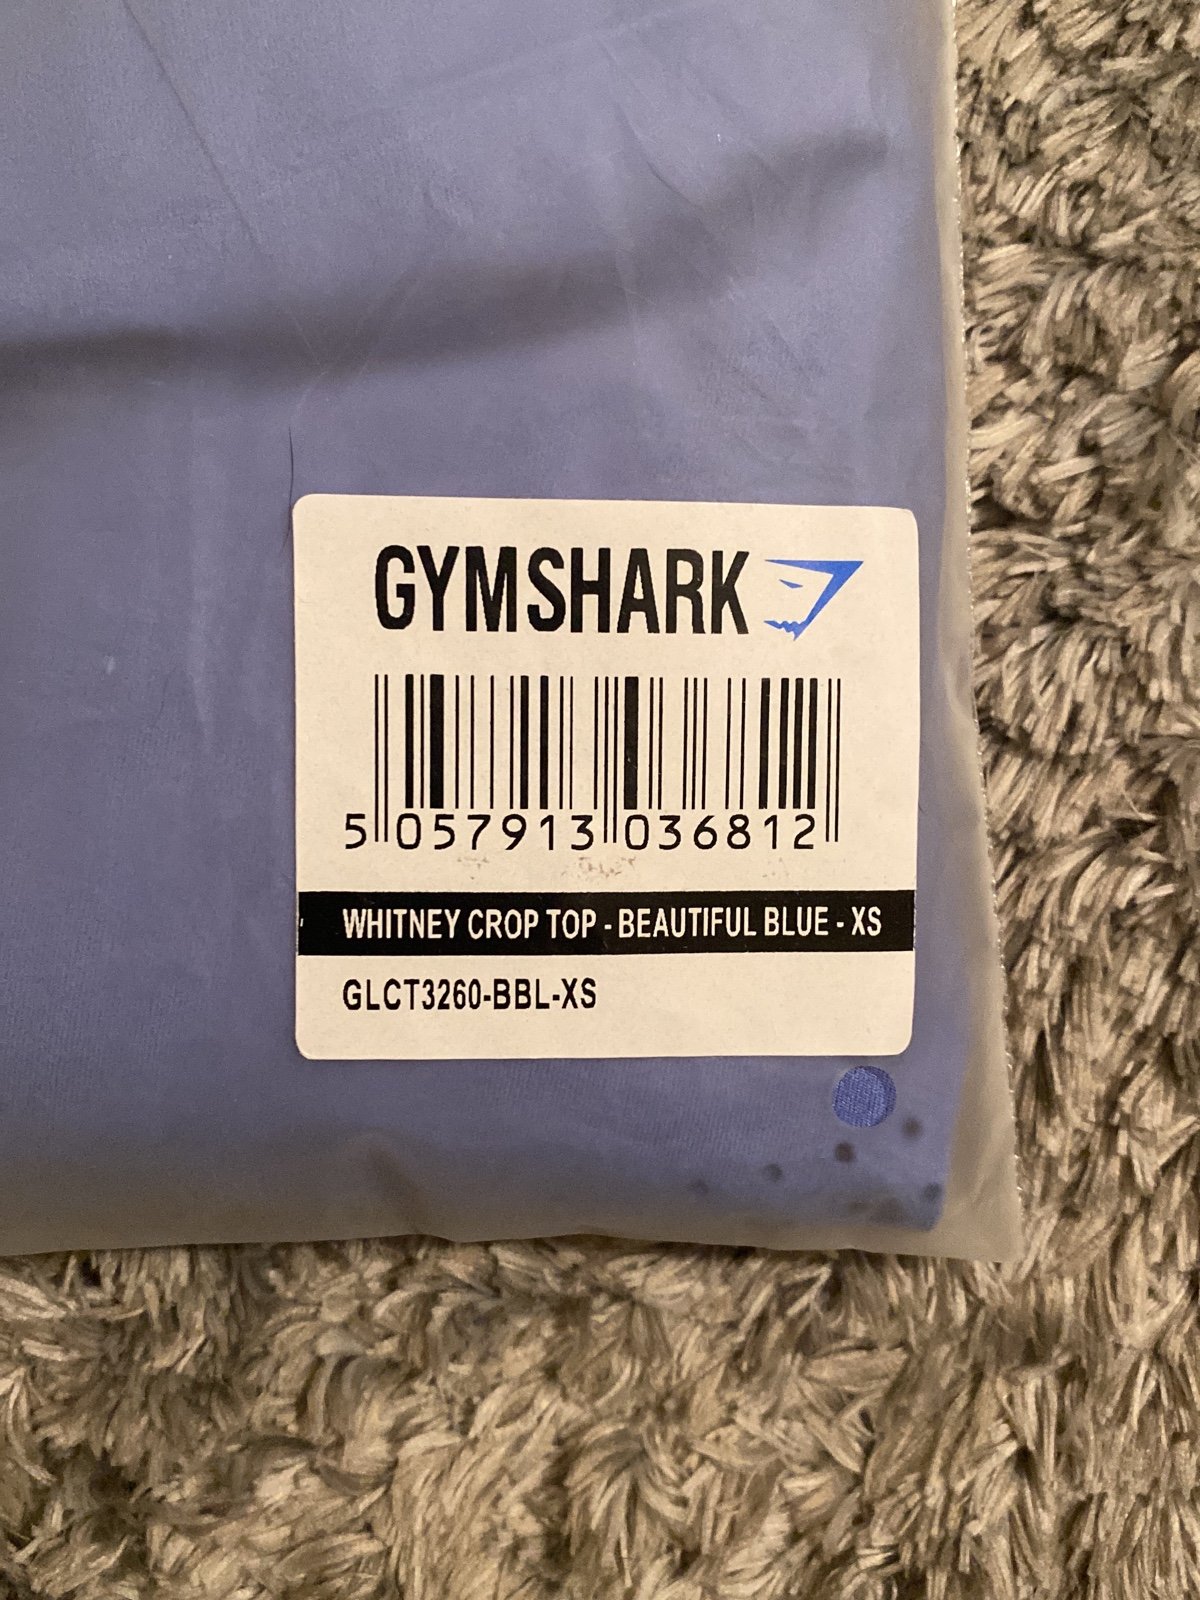 GYMSHARK
5 057913 036812
WHITNEY CROP TOP - BEAUTIFUL BLUE - XS
GLCT3260-BBL-XS